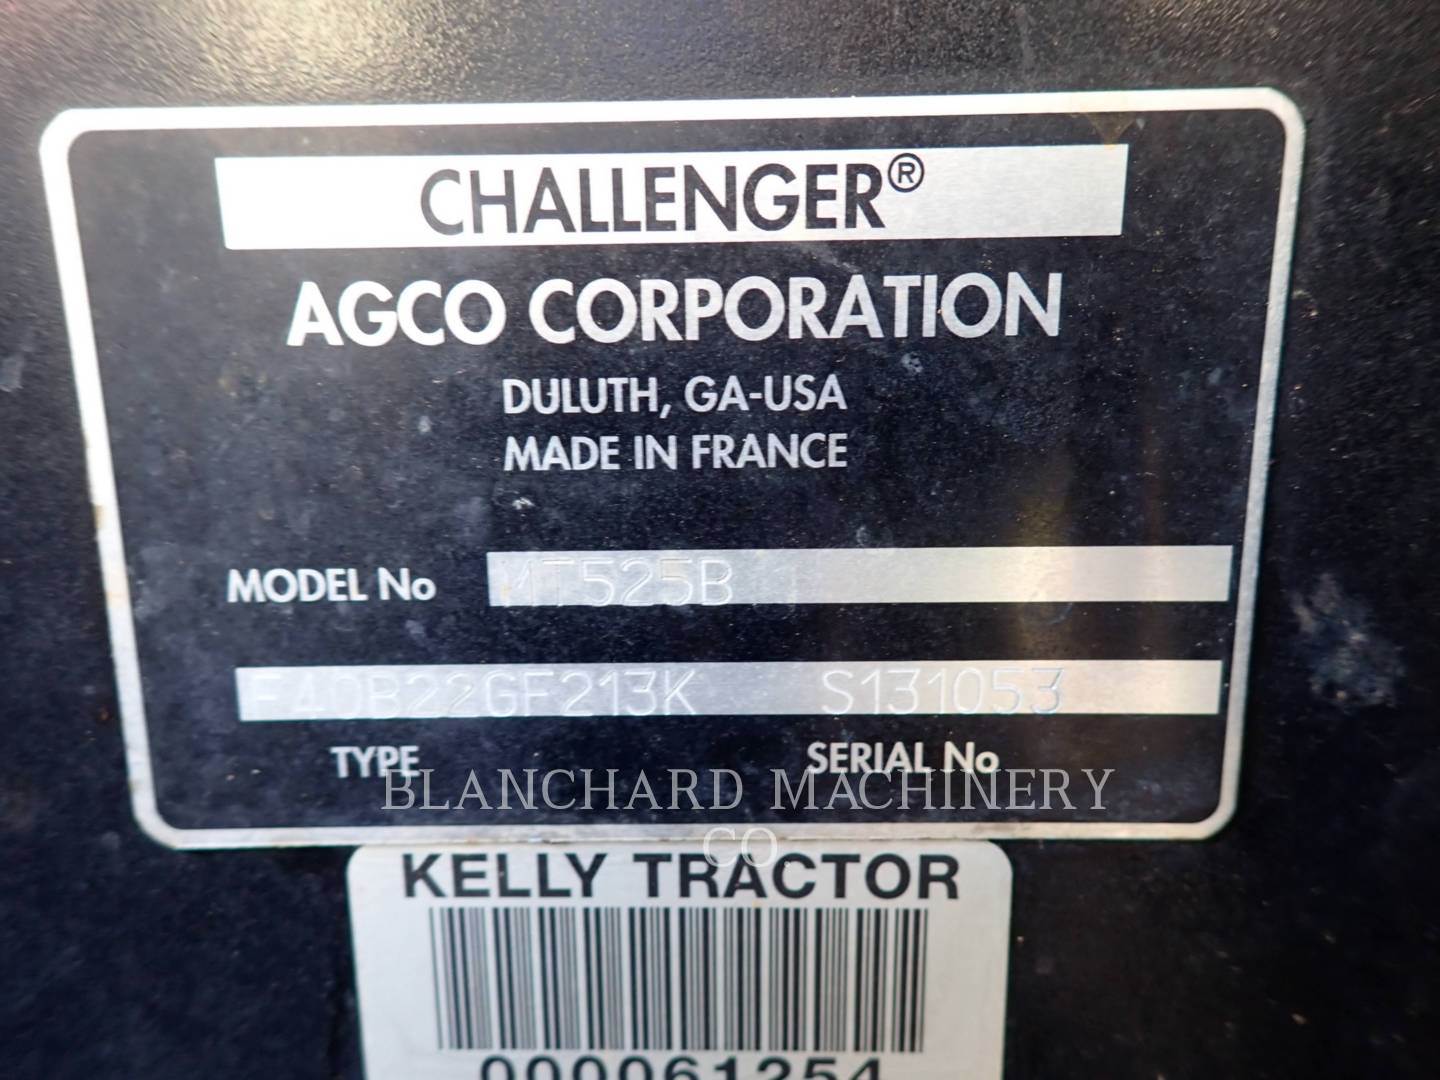 CHALLENGER®
AGCO CORPORATION
DULUTH, GA-USA
MADE IN FRANCE
MODEL No MT525B
F40B22GF213K S131053
TYPE SERIAL No
BLANCHARD MACHINERY
CO.
KELLY TRACTOR
000061254